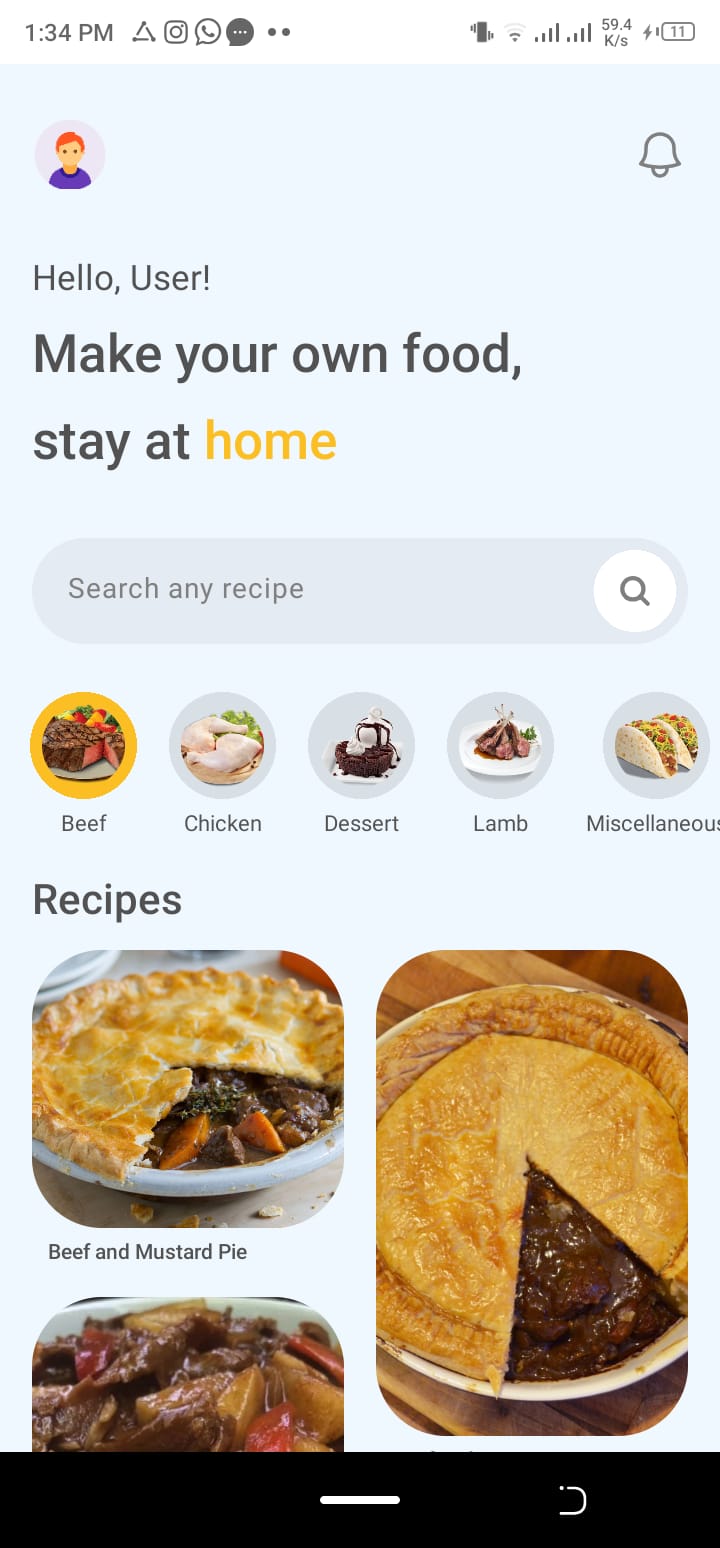 1:34 PM
59.4
K/s
11
Hello, User!
Make your own food,
stay at home
Search any recipe
Beef
Chicken
Dessert
Lamb
Miscellaneous
Recipes
Beef and Mustard Pie